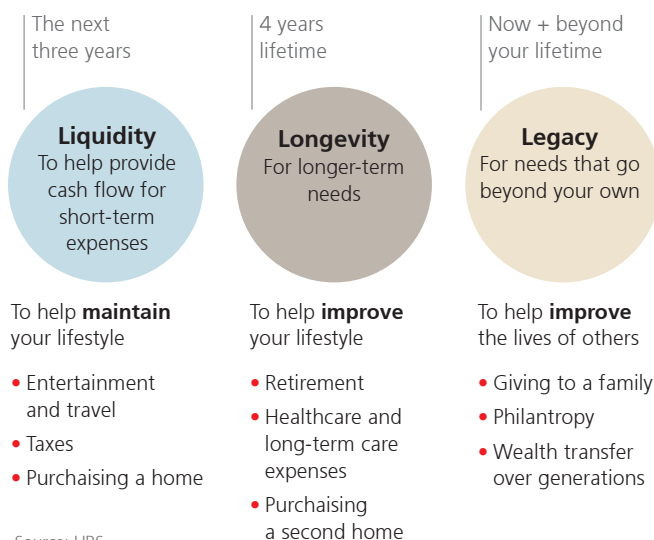 The next
three years
Liquidity
To help provide
cash flow for
short-term
expenses
To help maintain
your lifestyle
• Entertainment
and travel
• Taxes
• Purchasing a home
4 years
lifetime
Longevity
For longer-term
needs
To help improve
your lifestyle
• Retirement
• Healthcare and
long-term care
expenses
• Purchasing
a second home
Now + beyond
your lifetime
Legacy
For needs that go
beyond your own
To help improve
the lives of others
• Giving to a family
• Philanthropy
• Wealth transfer
over generations
Source: UBS